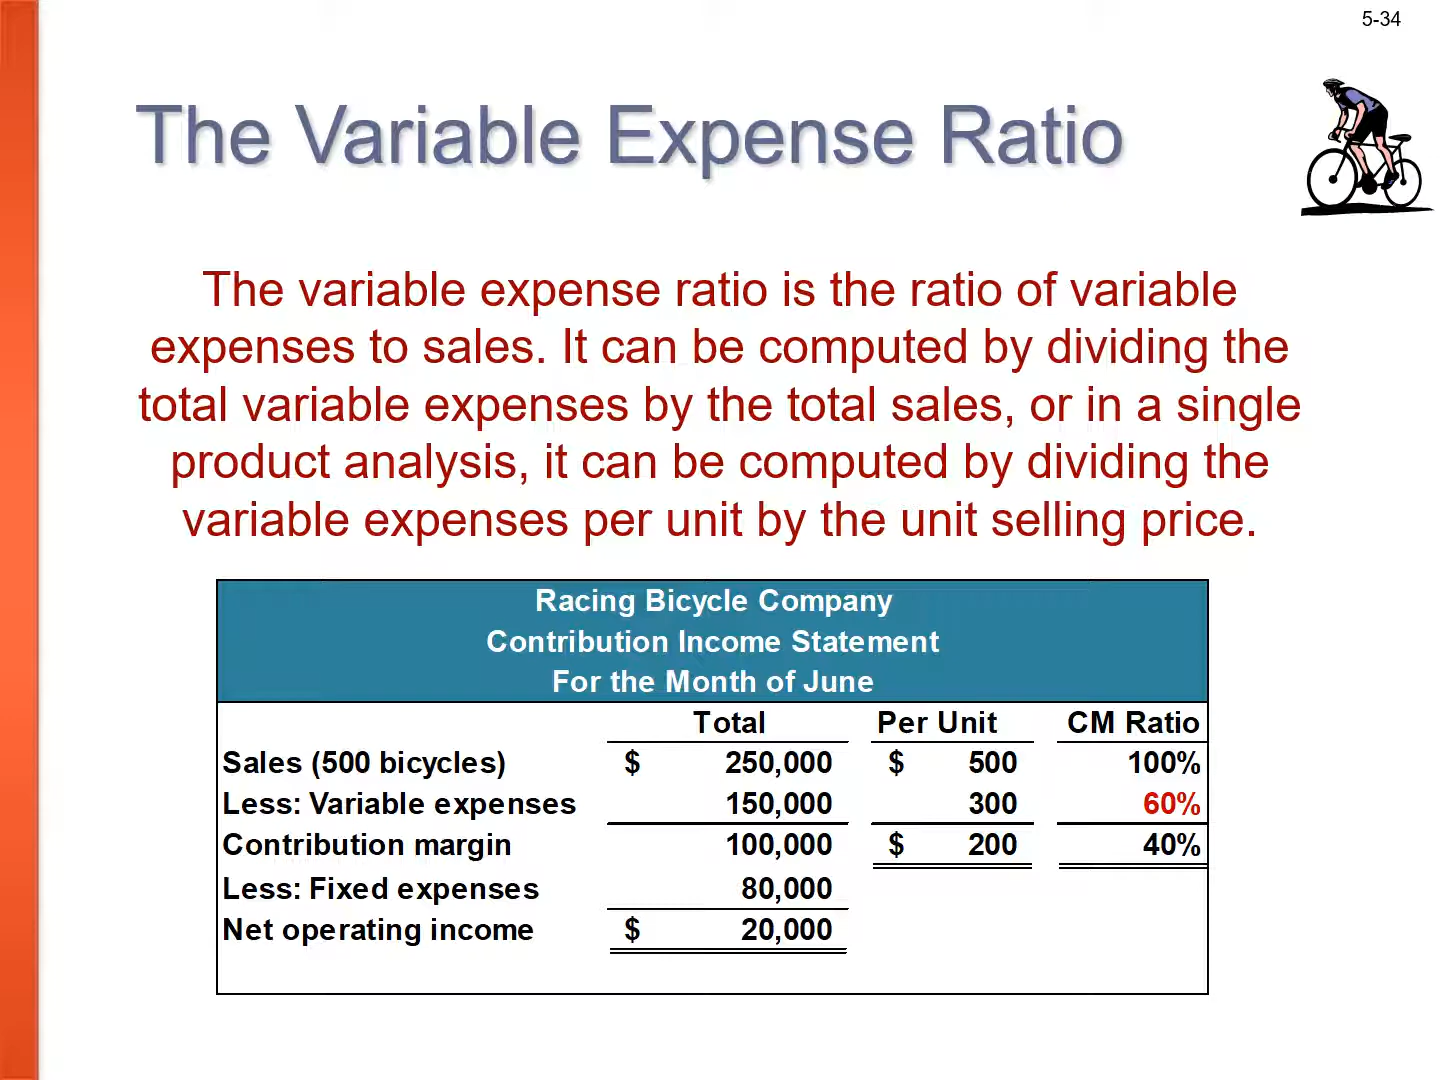 5-34
The Variable Expense Ratio
The variable expense ratio is the ratio of variable
expenses to sales. It can be computed by dividing the
total variable expenses by the total sales, or in a single
product analysis, it can be computed by dividing the
variable expenses per unit by the unit selling price.
Racing Bicycle Company
Contribution Income Statement
For the Month of June
Total Per Unit CM Ratio
Sales (500 bicycles) $ 250,000 $ 500 100%
Less: Variable expenses 150,000 300 60%
Contribution margin 100,000 $ 200 40%
Less: Fixed expenses 80,000
Net operating income $ 20,000